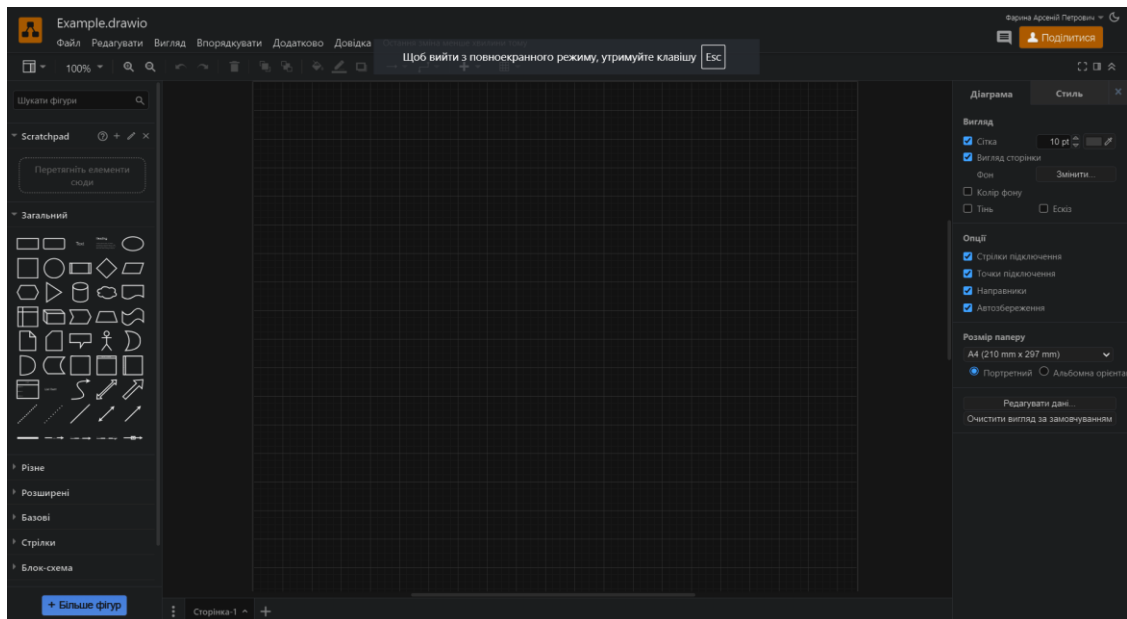 Example.drawio
Фарина Арсеній Петрович
Файл Редагувати Вигляд Впорядкувати Додатково Довідка
Поділитися
Щоб вийти з повноекранного режиму, утримуйте клавішу Esc
100%
Шукати фігури
Діаграма Стиль
Scratchpad
Вигляд
Сітка 10 pt
Вигляд сторінки
Перетягніть елементи
сюди
Фон Змінити...
Колір фону
Тінь Ескіз
Загальний
Опції
Стрілки підключення
Точки підключення
Направники
Автозбереження
Розмір паперу
A4 (210 mm x 297 mm)
Портретний Альбомна орієнта
Редагувати дані...
Очистити вигляд за замовчуванням
Різне
Розширені
Базові
Стрілки
Блок-схема
+ Більше фігур
Сторінка-1